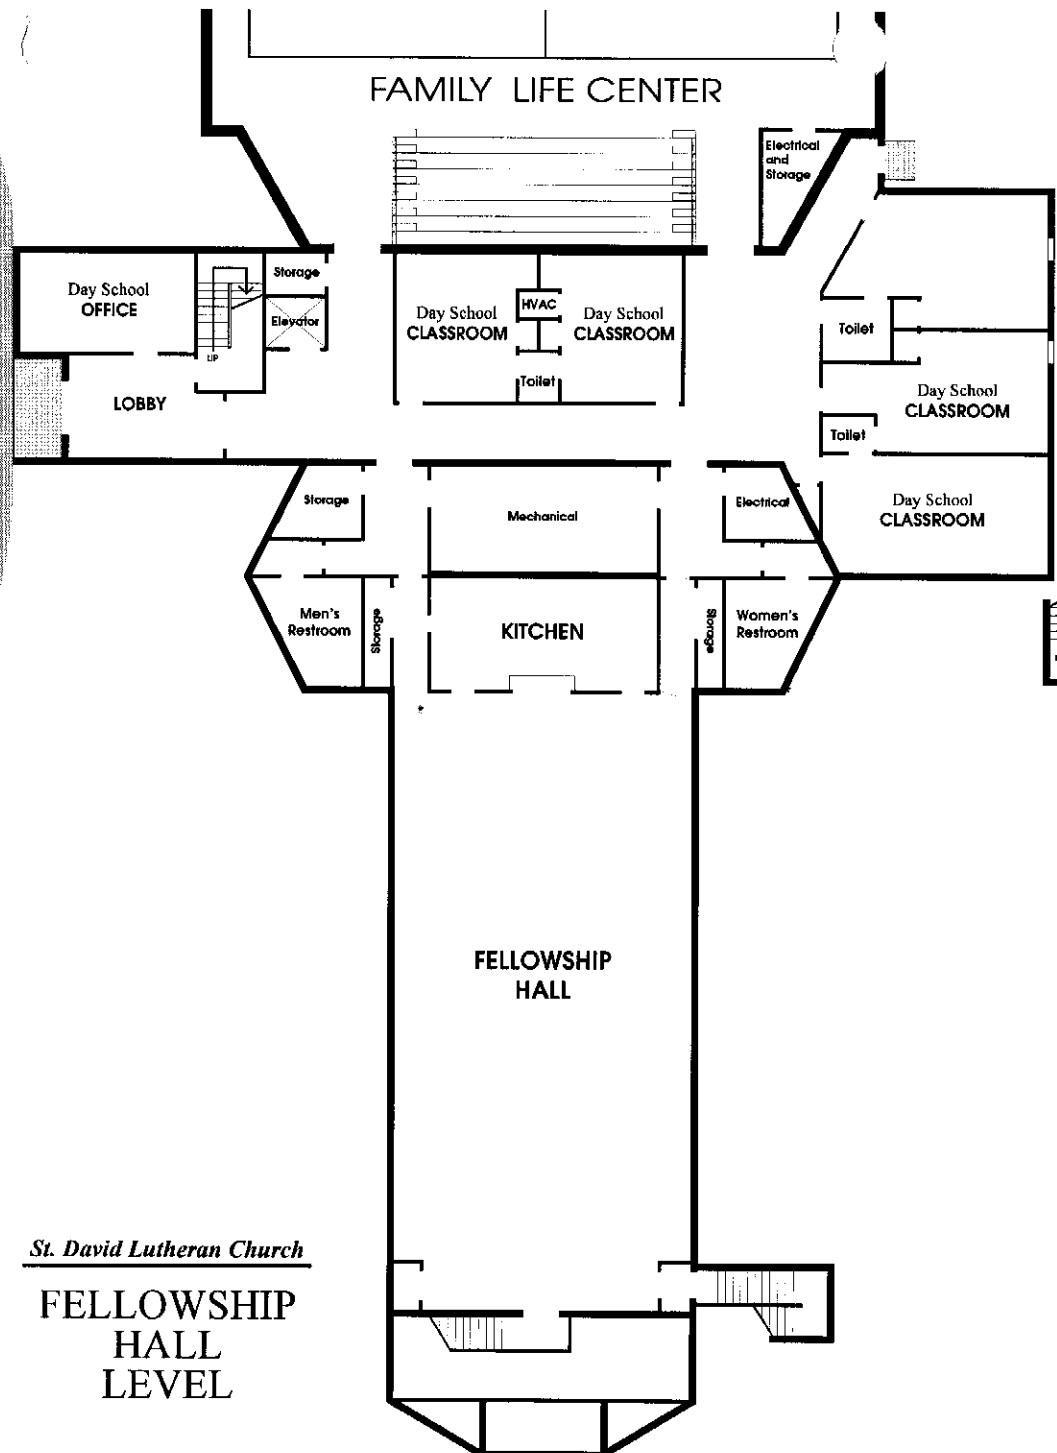 FAMILY LIFE CENTER
Electrical
and
Storage
Storage
Day School
OFFICE
Elevator
UP
LOBBY
Day School
CLASSROOM
HVAC
Day School
CLASSROOM
Toilet
Toilet
Day School
CLASSROOM
Toilet
Day School
CLASSROOM
Storage
Mechanical
Electrical
Men's
Restroom
Storage
KITCHEN
Storage
Women's
Restroom
FELLOWSHIP
HALL
St. David Lutheran Church
FELLOWSHIP
HALL
LEVEL